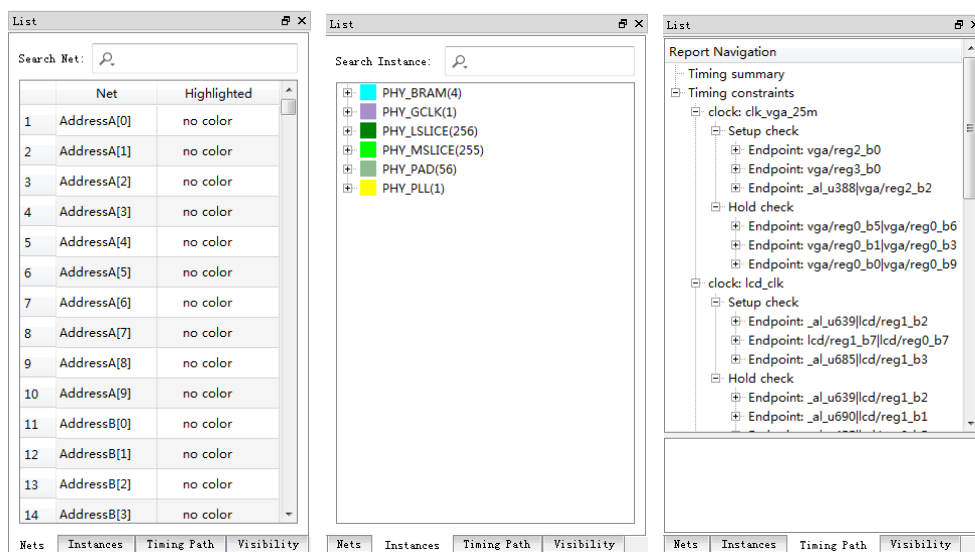 List
Search Net:
Net Highlighted
1 AddressA[0] no color
2 AddressA[1] no color
3 AddressA[2] no color
4 AddressA[3] no color
5 AddressA[4] no color
6 AddressA[5] no color
7 AddressA[6] no color
8 AddressA[7] no color
9 AddressA[8] no color
10 AddressA[9] no color
11 AddressB[0] no color
12 AddressB[1] no color
13 AddressB[2] no color
14 AddressB[3] no color
Nets Instances Timing Path Visibility
List
Search Instance:
PHY_BRAM(4)
PHY_GCLK(1)
PHY_LSLICE(256)
PHY_MSLICE(255)
PHY_PAD(56)
PHY_PLL(1)
Nets Instances Timing Path Visibility
List
Report Navigation
Timing summary
Timing constraints
clock: clk_vga_25m
Setup check
Endpoint: vga/reg2_b0
Endpoint: vga/reg3_b0
Endpoint: _al_u388|vga/reg2_b2
Hold check
Endpoint: vga/reg0_b5|vga/reg0_b6
Endpoint: vga/reg0_b1|vga/reg0_b3
Endpoint: vga/reg0_b0|vga/reg0_b9
clock: lcd_clk
Setup check
Endpoint: _al_u639|lcd/reg1_b2
Endpoint: lcd/reg1_b7|lcd/reg0_b7
Endpoint: _al_u685|lcd/reg1_b3
Hold check
Endpoint: _al_u639|lcd/reg1_b2
Endpoint: _al_u690|lcd/reg1_b1
Nets Instances Timing Path Visibility